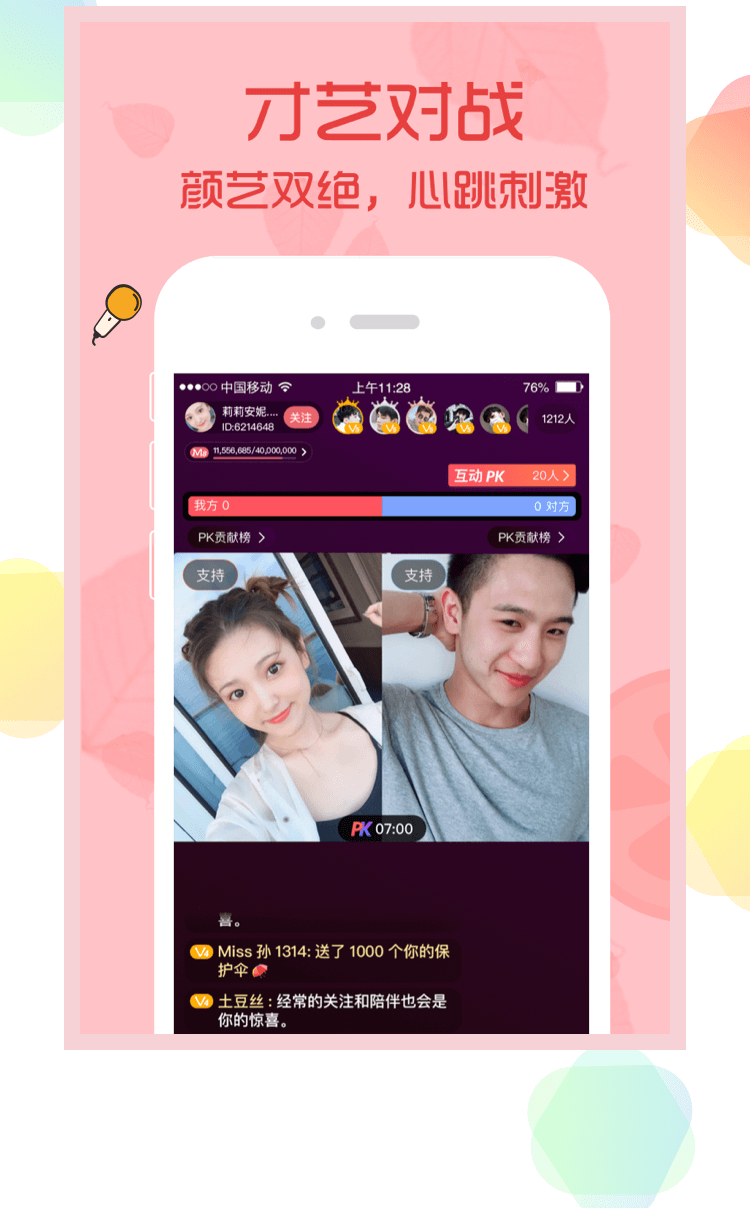 才艺对战
颜艺双绝，心跳刺激
中国移动 上午11:28 76%
莉莉安妮.... 关注
ID:6214648
1212人
11,556,685/40,000,000
互动PK 20人
我方 0 0 对方
PK贡献榜 PK贡献榜
支持 支持
PK 07:00
喜。
V4 Miss 孙 1314: 送了 1000 个你的保
护伞
V4 土豆丝 : 经常的关注和陪伴也会是
你的惊喜。